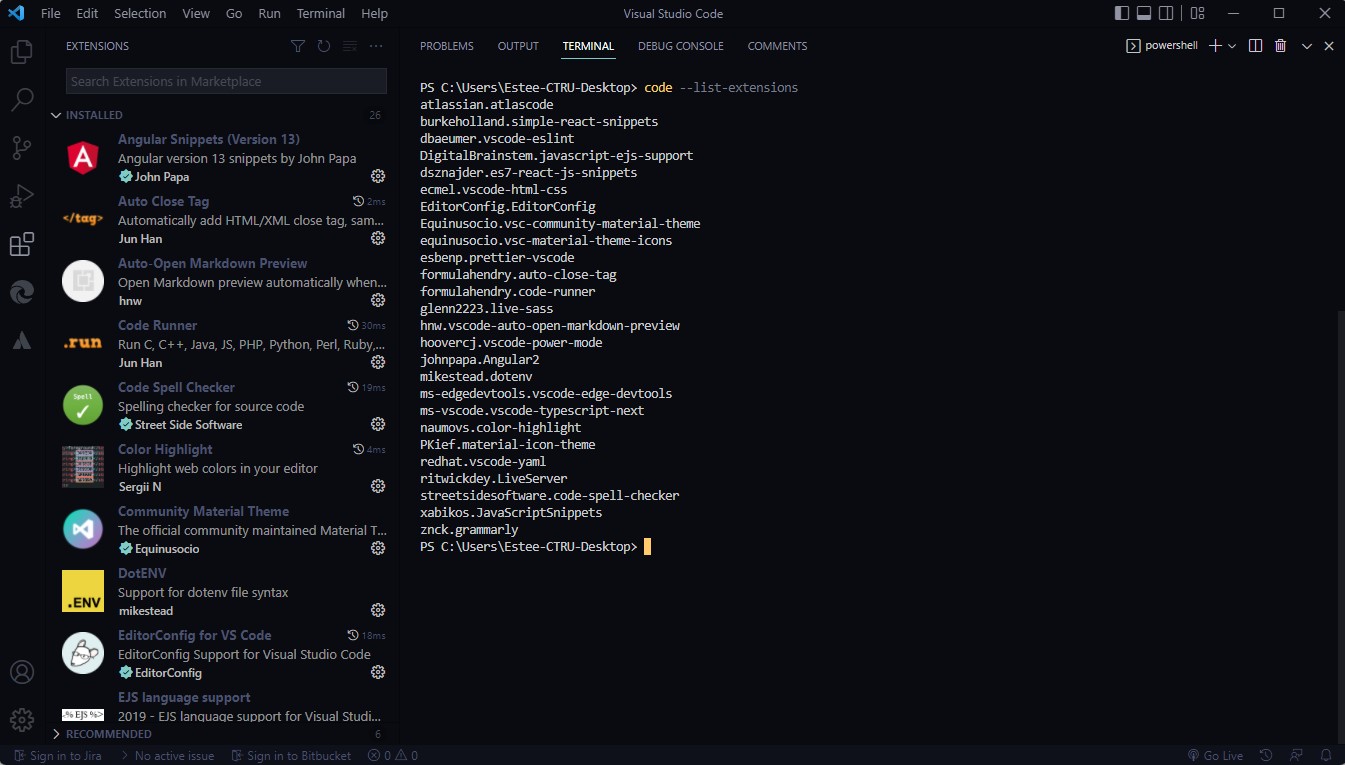 File Edit Selection View Go Run Terminal Help Visual Studio Code
EXTENSIONS
Search Extensions in Marketplace
INSTALLED 26
Angular Snippets (Version 13)
Angular version 13 snippets by John Papa
John Papa
Auto Close Tag 2ms
</tag>
Automatically add HTML/XML close tag, sam...
Jun Han
Auto-Open Markdown Preview
Open Markdown preview automatically when...
hnw
Code Runner 30ms
.run
Run C, C++, Java, JS, PHP, Python, Perl, Ruby,...
Jun Han
Code Spell Checker 19ms
Spell
Spelling checker for source code
Street Side Software
Color Highlight 4ms
Highlight web colors in your editor
Sergii N
Community Material Theme
The official community maintained Material T...
Equinusocio
DotENV
.ENV
Support for dotenv file syntax
mikestead
EditorConfig for VS Code 18ms
EditorConfig Support for Visual Studio Code
EditorConfig
EJS language support
<% EJS %>
2019 - EJS language support for Visual Studi...
RECOMMENDED 6
PROBLEMS OUTPUT TERMINAL DEBUG CONSOLE COMMENTS powershell
PS C:\Users\Estee-CTRU-Desktop> code --list-extensions
atlassian.atlascode
burkeholland.simple-react-snippets
dbaeumer.vscode-eslint
DigitalBrainstem.javascript-ejs-support
dsznajder.es7-react-js-snippets
ecmel.vscode-html-css
EditorConfig.EditorConfig
Equinusocio.vsc-community-material-theme
equinusocio.vsc-material-theme-icons
esbenp.prettier-vscode
formulahendry.auto-close-tag
formulahendry.code-runner
glenn2223.live-sass
hnw.vscode-auto-open-markdown-preview
hoovercj.vscode-power-mode
johnpapa.Angular2
mikestead.dotenv
ms-edgedevtools.vscode-edge-devtools
ms-vscode.vscode-typescript-next
naumovs.color-highlight
PKief.material-icon-theme
redhat.vscode-yaml
ritwickdey.LiveServer
streetsidesoftware.code-spell-checker
xabikos.JavaScriptSnippets
znck.grammarly
PS C:\Users\Estee-CTRU-Desktop>
Sign in to Jira No active issue Sign in to Bitbucket 0 0 Go Live